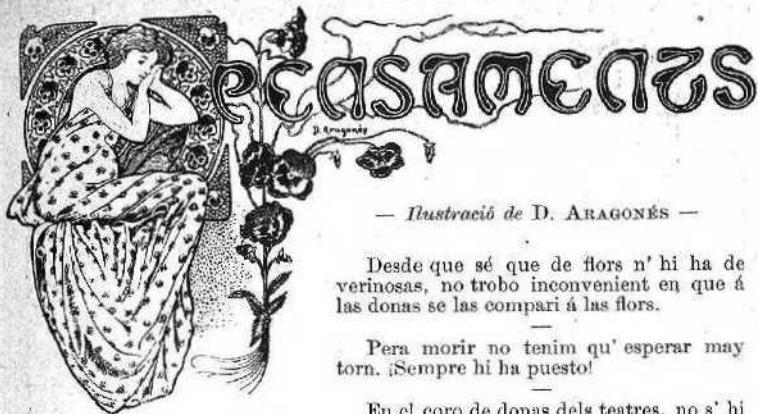 PENSAMENTS
D. Aragonés
— Ilustració de D. ARAGONÉS —
Desde que sé que de flors n' hi ha de
verinosas, no trobo inconvenient en que á
las donas se las compari á las flors.
—
Pera morir no tenim qu' esperar may
torn. ¡Sempre hi ha puesto!
—
En el coro de donas dels teatres, no s' hi